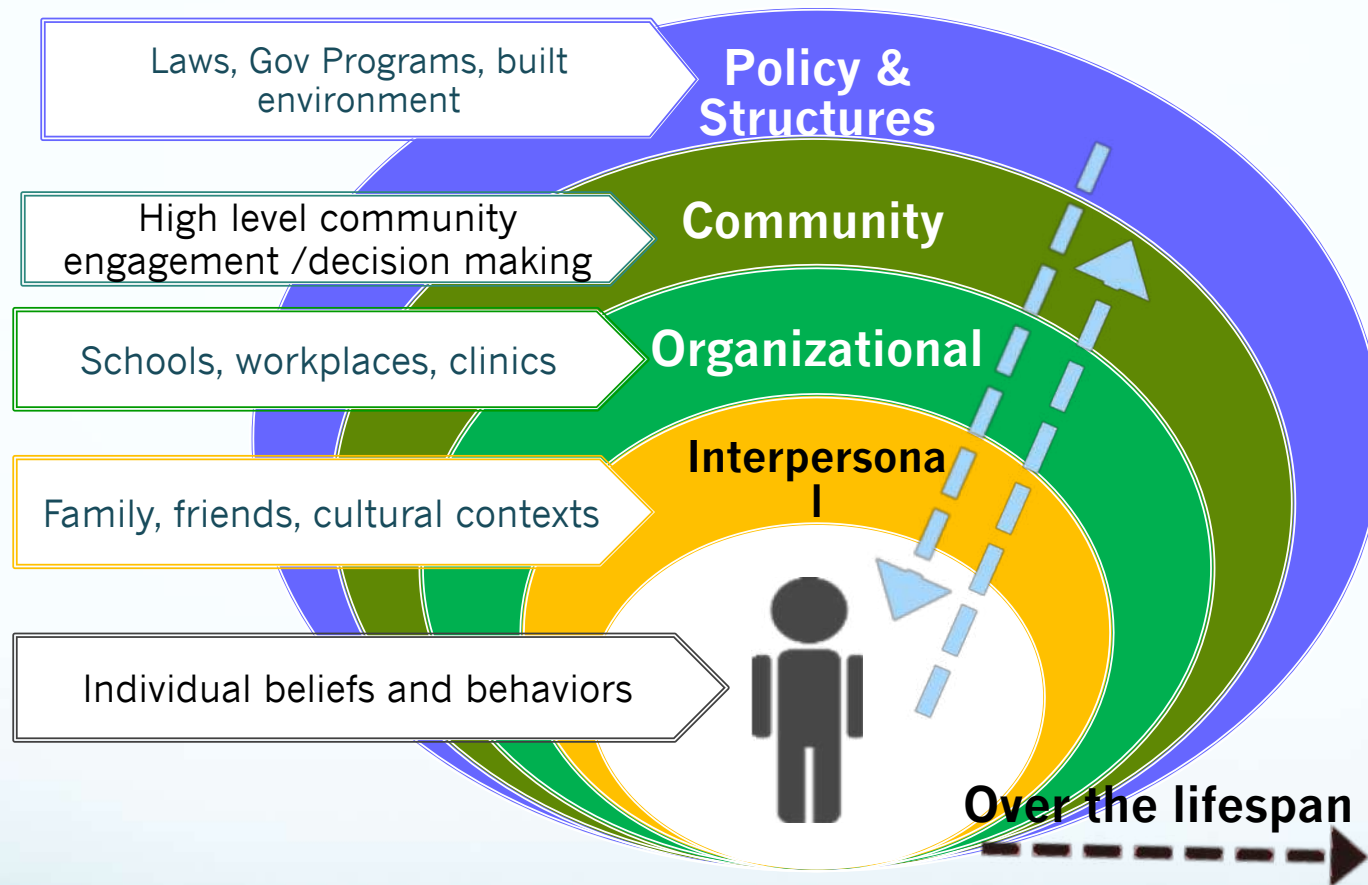 Laws, Gov Programs, built
environment
Policy &
Structures
High level community
engagement /decision making
Community
Schools, workplaces, clinics
Organizational
Family, friends, cultural contexts
Interpersona
l
Individual beliefs and behaviors
Over the lifespan